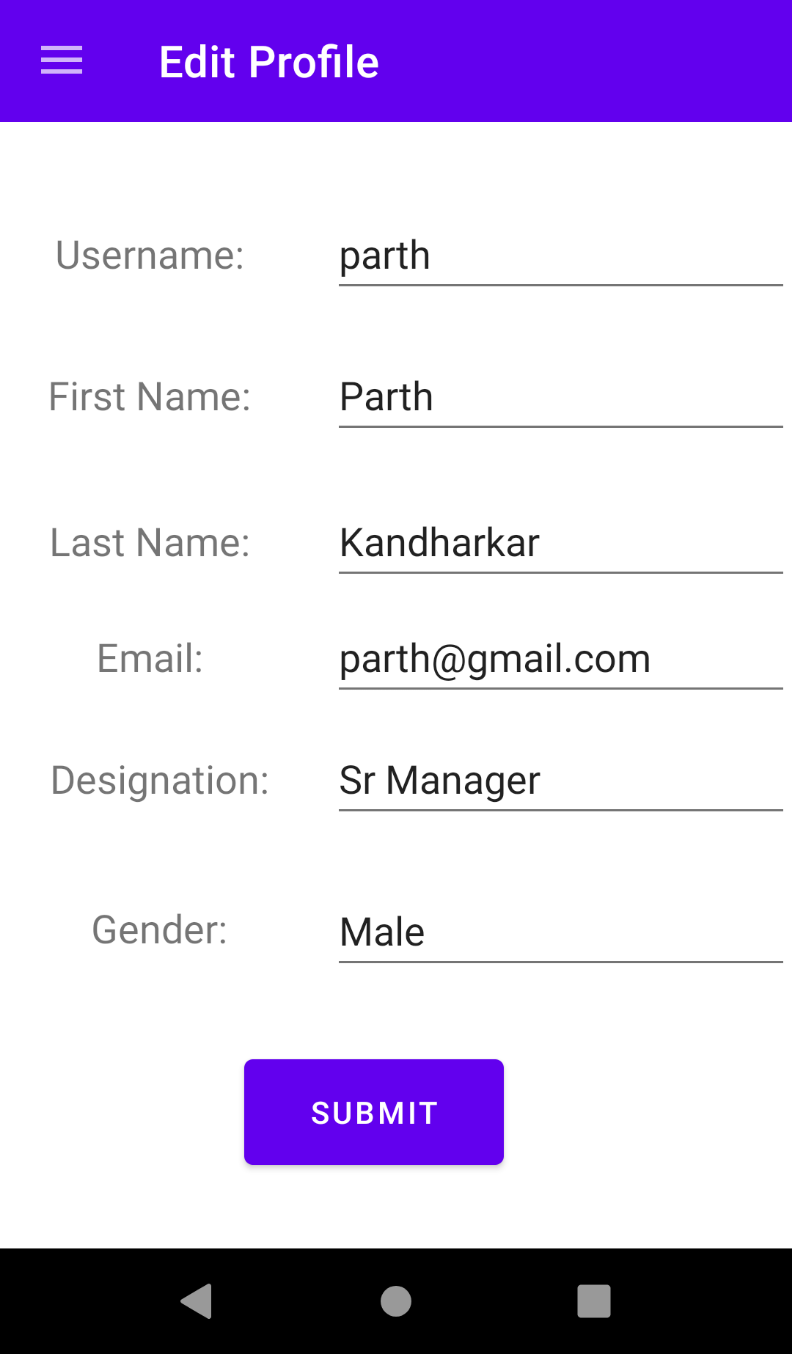 Edit Profile
Username: parth
First Name: Parth
Last Name: Kandharkar
Email: parth@gmail.com
Designation: Sr Manager
Gender: Male
SUBMIT